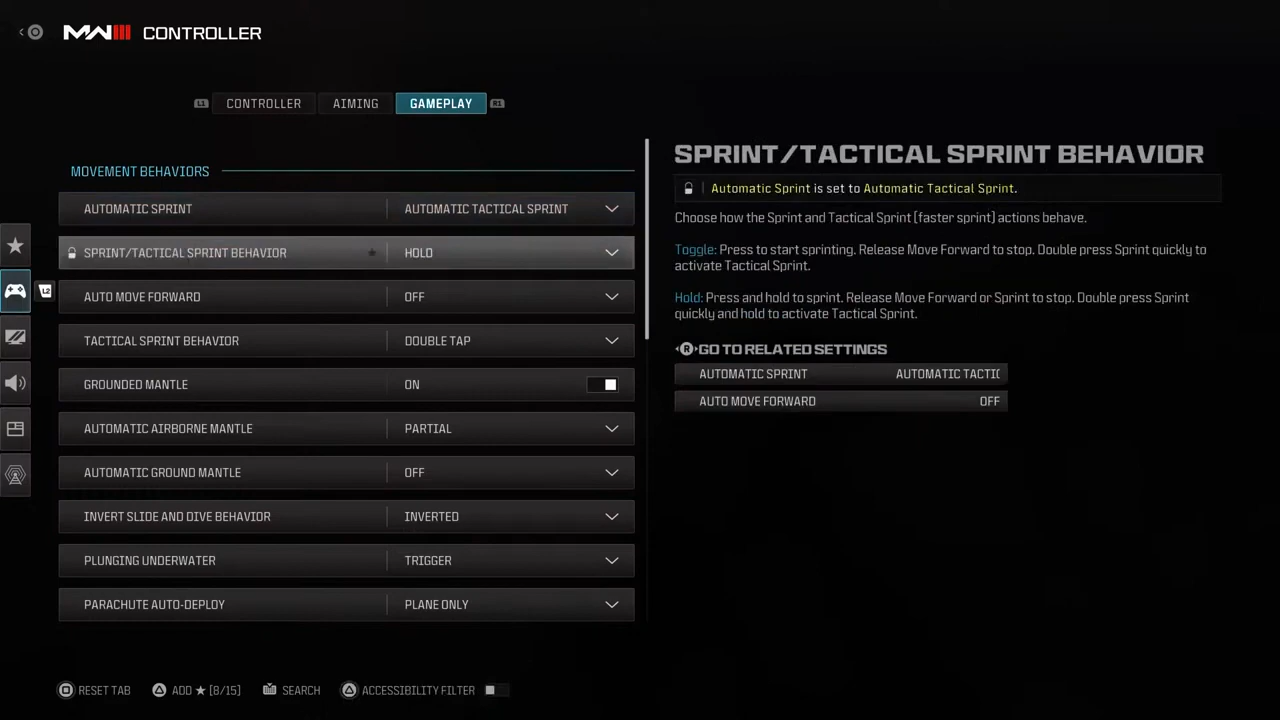 MWIII CONTROLLER
L1 CONTROLLER AIMING GAMEPLAY R1
MOVEMENT BEHAVIORS
AUTOMATIC SPRINT AUTOMATIC TACTICAL SPRINT
SPRINT/TACTICAL SPRINT BEHAVIOR HOLD
L2
AUTO MOVE FORWARD OFF
TACTICAL SPRINT BEHAVIOR DOUBLE TAP
GROUNDED MANTLE ON
AUTOMATIC AIRBORNE MANTLE PARTIAL
AUTOMATIC GROUND MANTLE OFF
INVERT SLIDE AND DIVE BEHAVIOR INVERTED
PLUNGING UNDERWATER TRIGGER
PARACHUTE AUTO-DEPLOY PLANE ONLY
SPRINT/TACTICAL SPRINT BEHAVIOR
Automatic Sprint is set to Automatic Tactical Sprint.
Choose how the Sprint and Tactical Sprint (faster sprint) actions behave.
Toggle: Press to start sprinting. Release Move Forward to stop. Double press Sprint quickly to
activate Tactical Sprint.
Hold: Press and hold to sprint. Release Move Forward or Sprint to stop. Double press Sprint
quickly and hold to activate Tactical Sprint.
R GO TO RELATED SETTINGS
AUTOMATIC SPRINT AUTOMATIC TACTIC
AUTO MOVE FORWARD OFF
RESET TAB ADD ★ [8/15] SEARCH ACCESSIBILITY FILTER